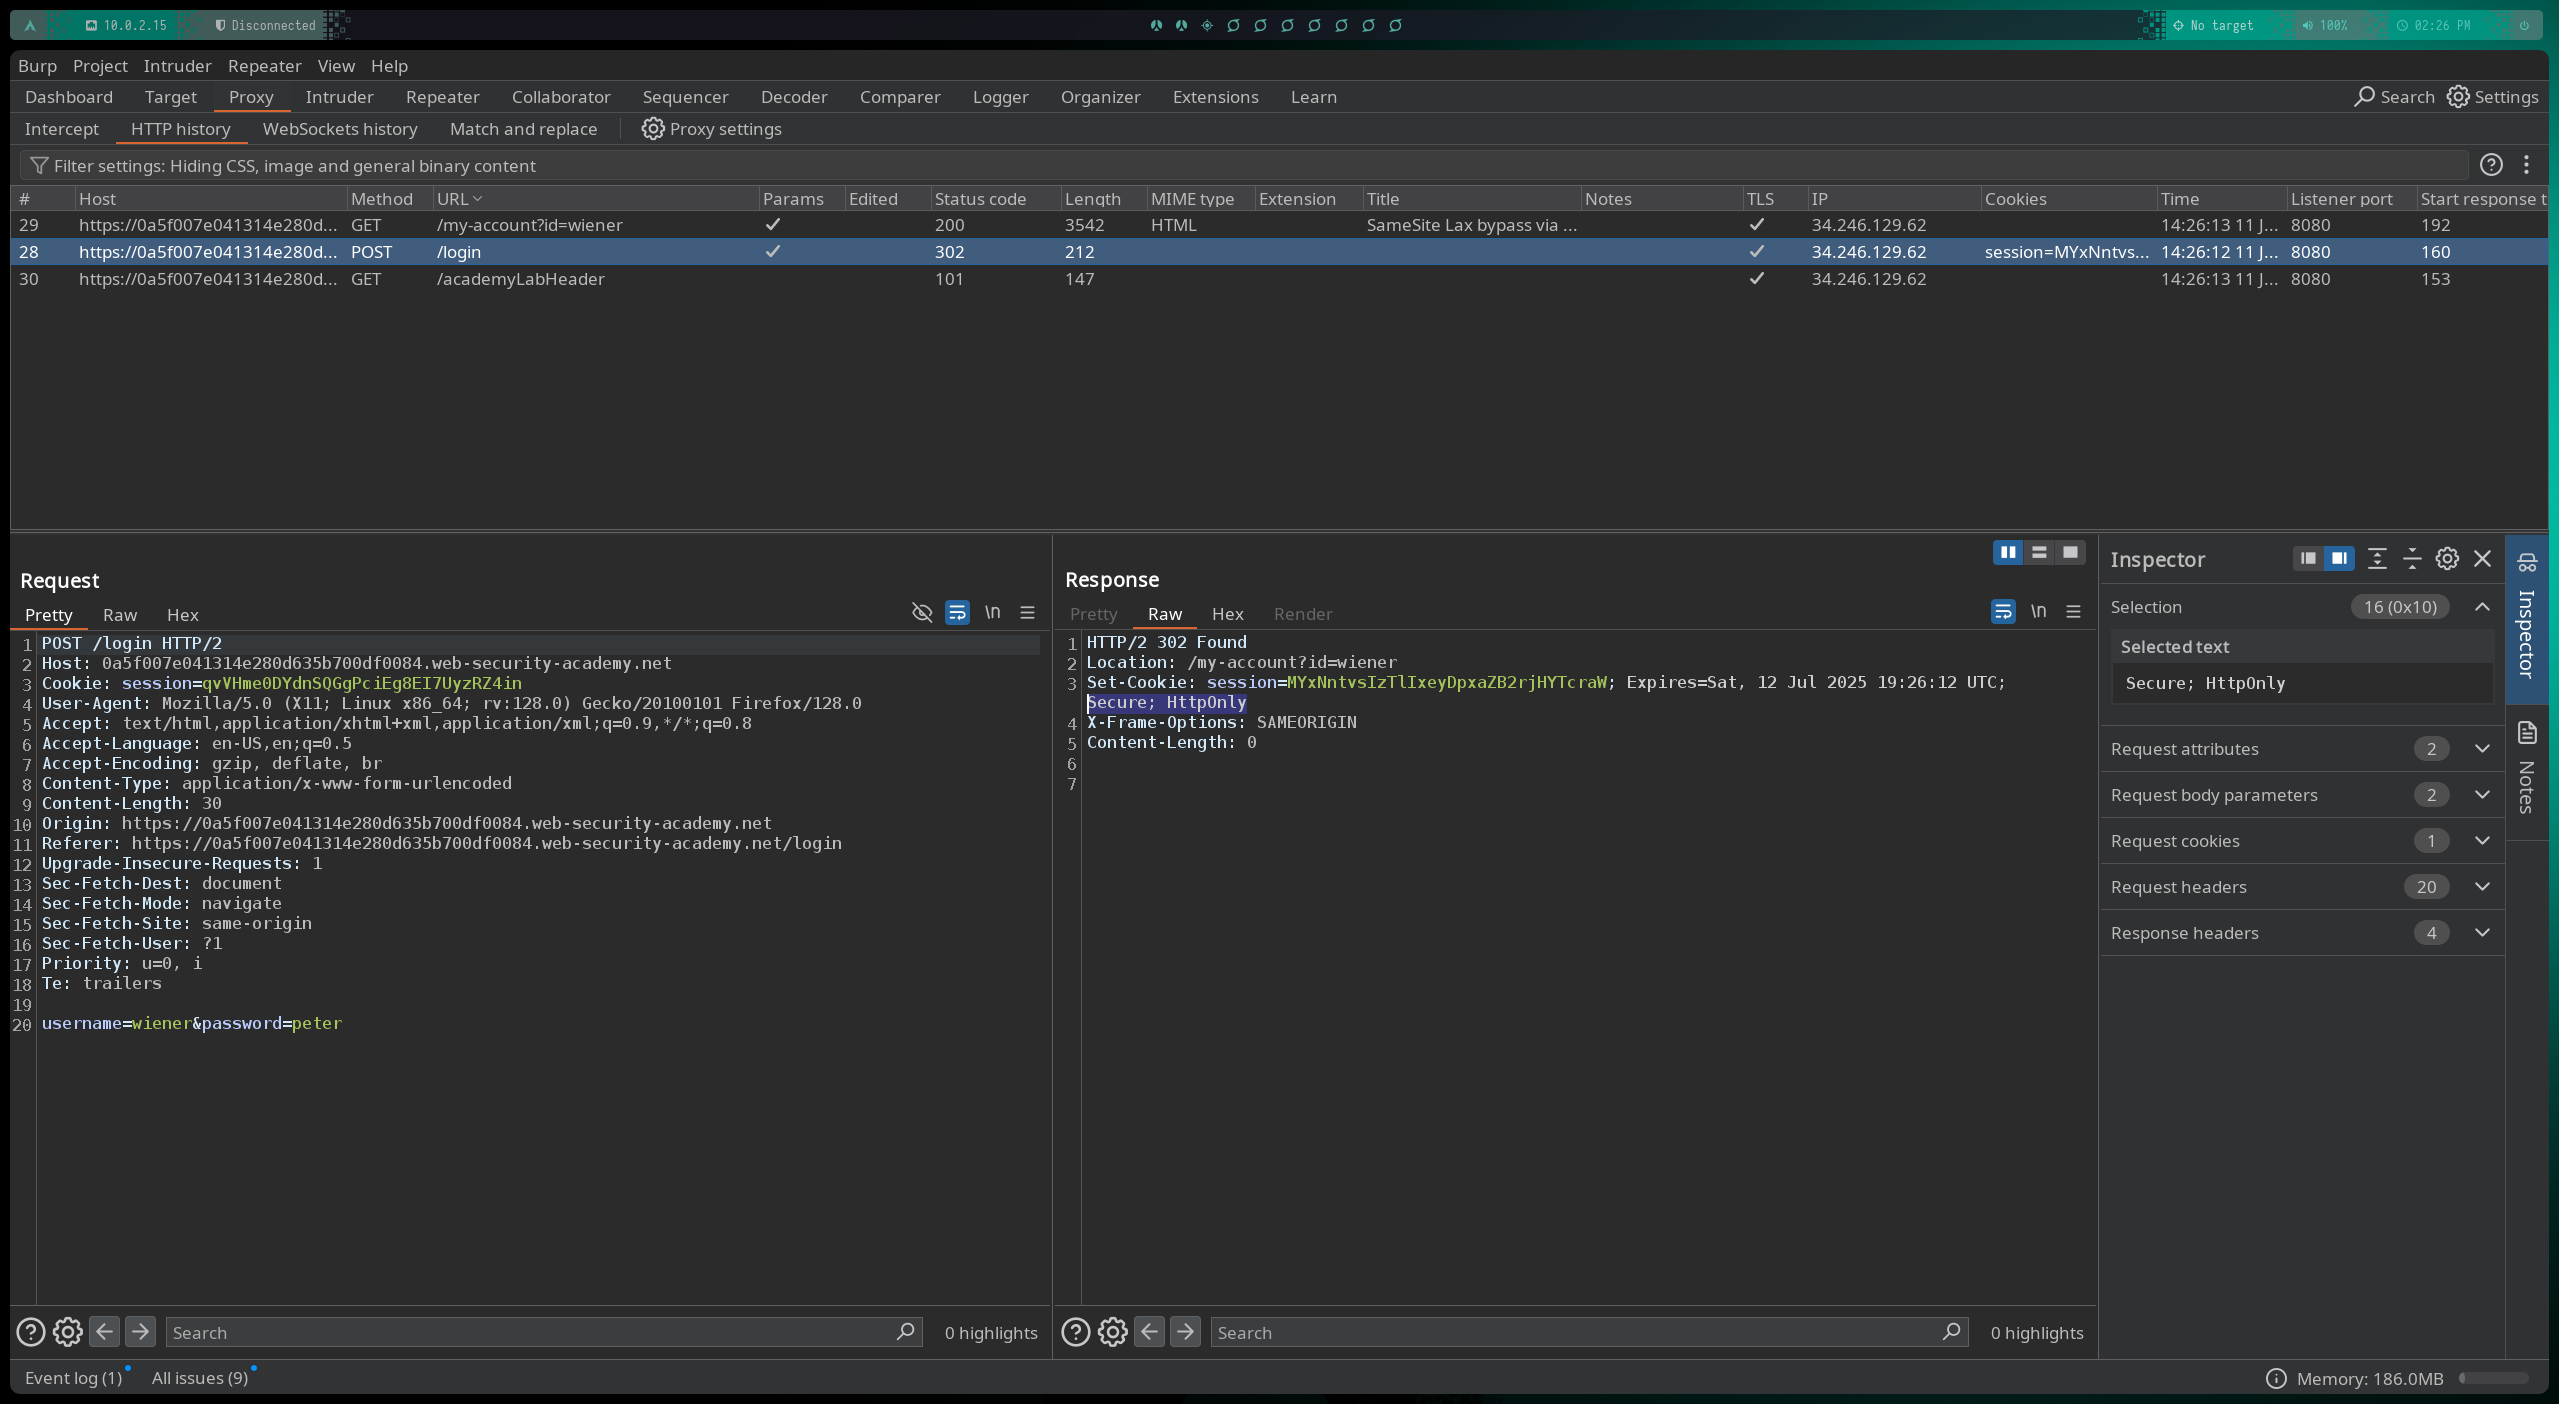 10.0.2.15 Disconnected No target 100% 02:26 PM
Burp Project Intruder Repeater View Help
Dashboard Target Proxy Intruder Repeater Collaborator Sequencer Decoder Comparer Logger Organizer Extensions Learn Search Settings
Intercept HTTP history WebSockets history Match and replace Proxy settings
Filter settings: Hiding CSS, image and general binary content
# Host Method URL Params Edited Status code Length MIME type Extension Title Notes TLS IP Cookies Time Listener port Start response t
29 https://0a5f007e041314e280d... GET /my-account?id=wiener ✓ 200 3542 HTML SameSite Lax bypass via ... ✓ 34.246.129.62 14:26:13 11 J... 8080 192
28 https://0a5f007e041314e280d... POST /login ✓ 302 212 ✓ 34.246.129.62 session=MYxNntvs... 14:26:12 11 J... 8080 160
30 https://0a5f007e041314e280d... GET /academyLabHeader 101 147 ✓ 34.246.129.62 14:26:13 11 J... 8080 153
Request
Pretty Raw Hex \n
1 POST /login HTTP/2
2 Host: 0a5f007e041314e280d635b700df0084.web-security-academy.net
3 Cookie: session=qvVHme0DYdnSQGgPciEg8EI7UyzRZ4in
4 User-Agent: Mozilla/5.0 (X11; Linux x86_64; rv:128.0) Gecko/20100101 Firefox/128.0
5 Accept: text/html,application/xhtml+xml,application/xml;q=0.9,*/*;q=0.8
6 Accept-Language: en-US,en;q=0.5
7 Accept-Encoding: gzip, deflate, br
8 Content-Type: application/x-www-form-urlencoded
9 Content-Length: 30
10 Origin: https://0a5f007e041314e280d635b700df0084.web-security-academy.net
11 Referer: https://0a5f007e041314e280d635b700df0084.web-security-academy.net/login
12 Upgrade-Insecure-Requests: 1
13 Sec-Fetch-Dest: document
14 Sec-Fetch-Mode: navigate
15 Sec-Fetch-Site: same-origin
16 Sec-Fetch-User: ?1
17 Priority: u=0, i
18 Te: trailers
19
20 username=wiener&password=peter
Search 0 highlights
Response
Pretty Raw Hex Render \n
1 HTTP/2 302 Found
2 Location: /my-account?id=wiener
3 Set-Cookie: session=MYxNntvsIzTlIxeyDpxaZB2rjHYTcraW; Expires=Sat, 12 Jul 2025 19:26:12 UTC;
Secure; HttpOnly
4 X-Frame-Options: SAMEORIGIN
5 Content-Length: 0
6
7
Search 0 highlights
Inspector
Selection 16 (0x10)
Selected text
Secure; HttpOnly
Request attributes 2
Request body parameters 2
Request cookies 1
Request headers 20
Response headers 4
Inspector
Notes
Event log (1) All issues (9) Memory: 186.0MB